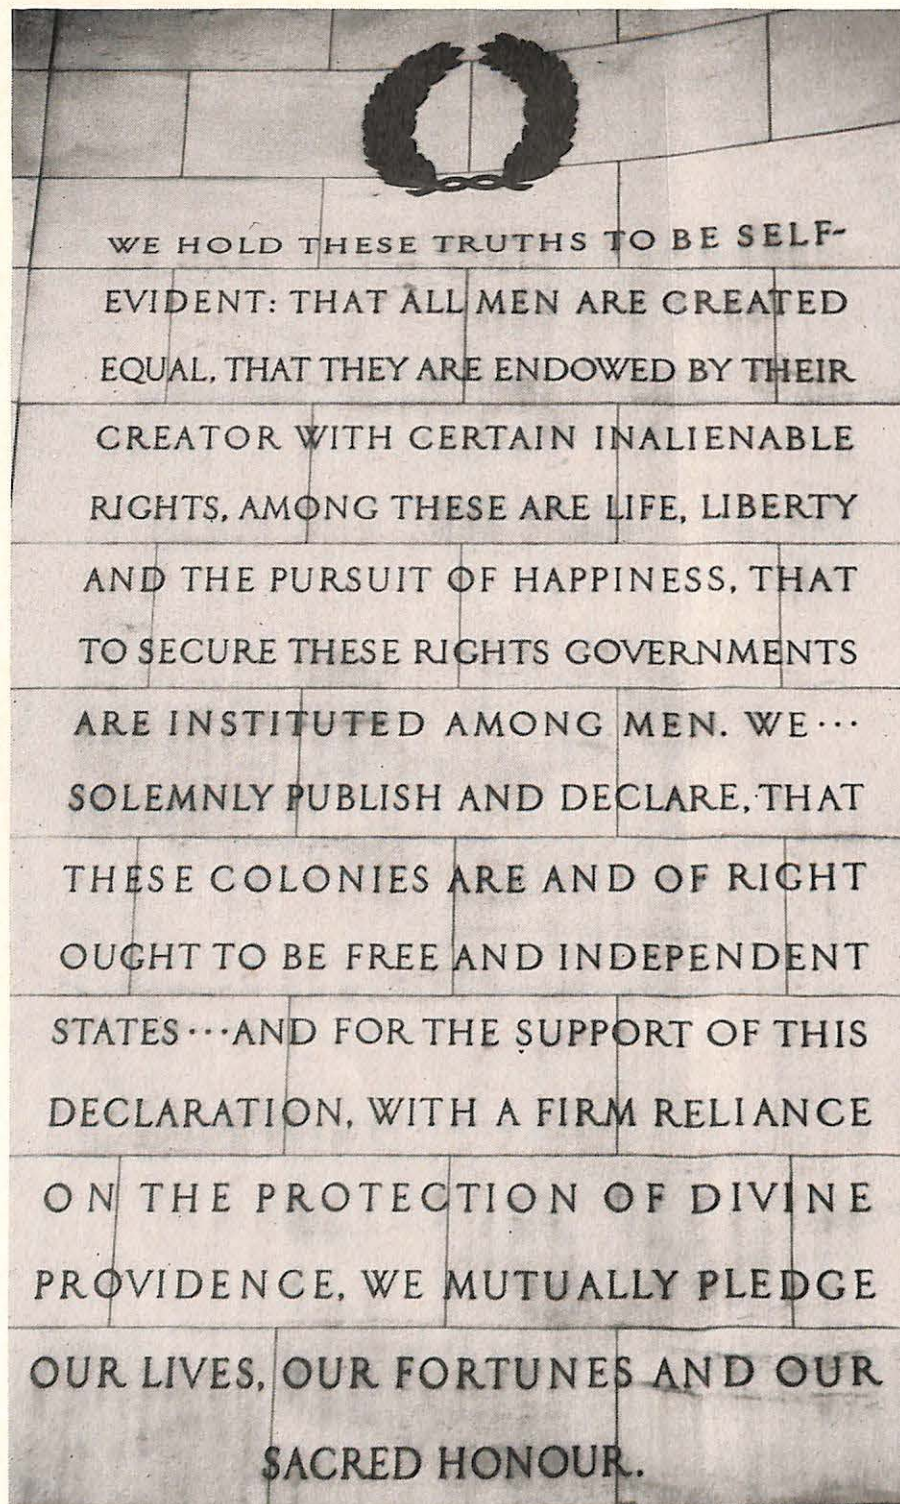 WE HOLD THESE TRUTHS TO BE SELF-
EVIDENT: THAT ALL MEN ARE CREATED
EQUAL, THAT THEY ARE ENDOWED BY THEIR
CREATOR WITH CERTAIN INALIENABLE
RIGHTS, AMONG THESE ARE LIFE, LIBERTY
AND THE PURSUIT OF HAPPINESS, THAT
TO SECURE THESE RIGHTS GOVERNMENTS
ARE INSTITUTED AMONG MEN. WE···
SOLEMNLY PUBLISH AND DECLARE, THAT
THESE COLONIES ARE AND OF RIGHT
OUGHT TO BE FREE AND INDEPENDENT
STATES···AND FOR THE SUPPORT OF THIS
DECLARATION, WITH A FIRM RELIANCE
ON THE PROTECTION OF DIVINE
PROVIDENCE, WE MUTUALLY PLEDGE
OUR LIVES, OUR FORTUNES AND OUR
SACRED HONOUR.